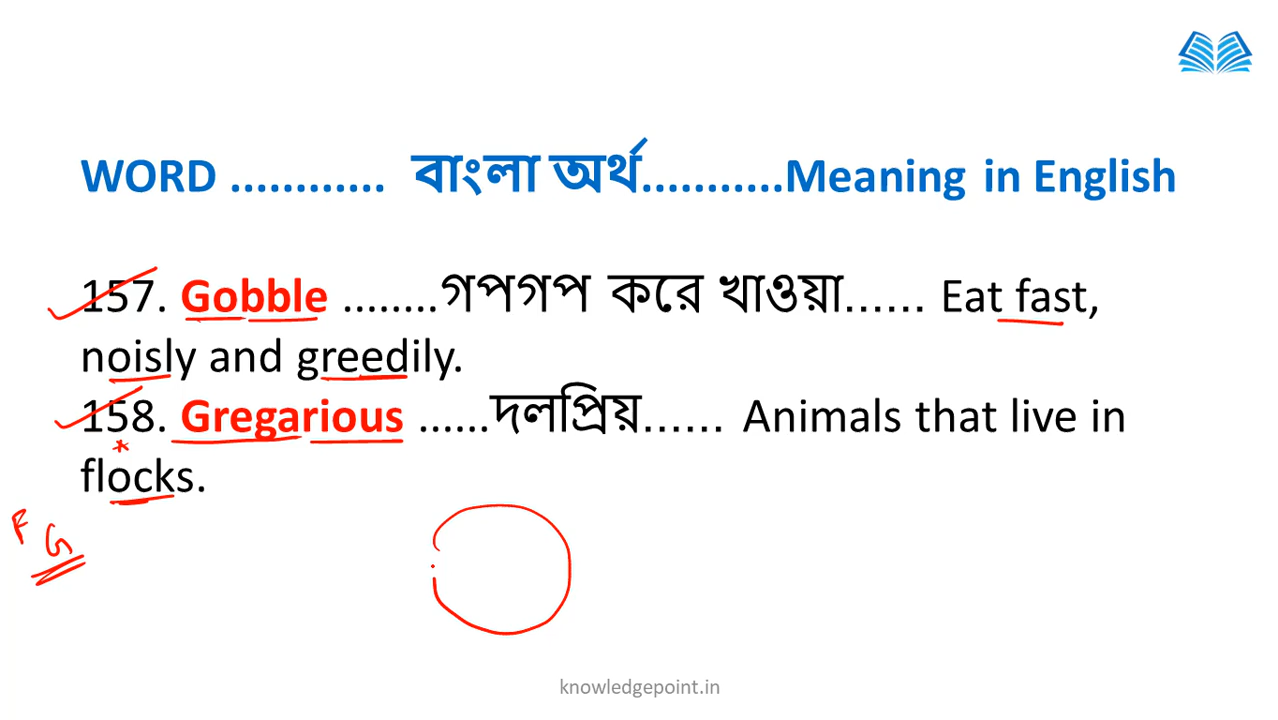 WORD ............ বাংলা অর্থ...........Meaning in English
157. Gobble ........গপগপ করে খাওয়া...... Eat fast,
noisly and greedily.
158. Gregarious ......দলপ্রিয়...... Animals that live in
*
flocks.
F
G
knowledgepoint.in